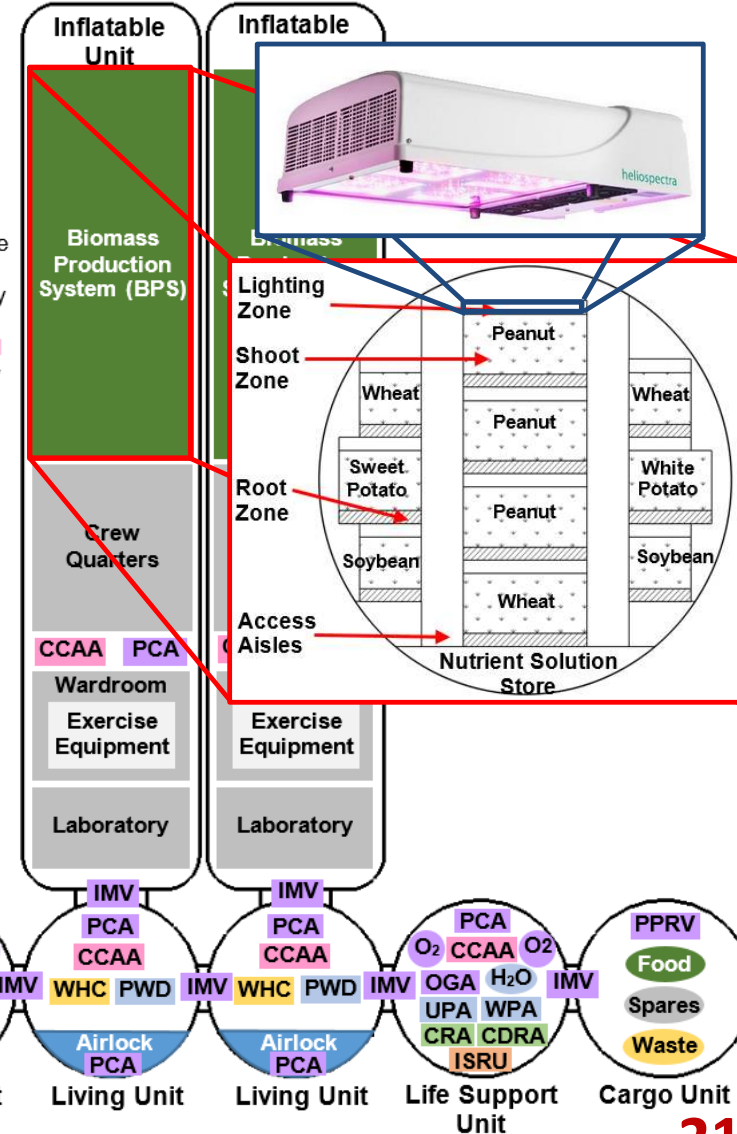 Inflatable
Unit
Inflatable
heliospectra
e
y
Biomass
Production
System (BPS)
Biomass
Lighting
Zone
Shoot
Zone
Root
Zone
Access
Aisles
Peanut
Wheat
Peanut
Wheat
Sweet
Potato
Peanut
White
Potato
Soybean
Wheat
Soybean
Nutrient Solution
Store
Crew
Quarters
CCAA
PCA
Wardroom
Exercise
Equipment
Laboratory
Exercise
Equipment
Laboratory
IMV
PCA
CCAA
IMV
WHC
PWD
Airlock
PCA
Living Unit
IMV
PCA
CCAA
IMV
WHC
PWD
Airlock
PCA
Living Unit
IMV
PCA
O2
CCAA
O2
OGA
H2O
UPA
WPA
CRA
CDRA
ISRU
Life Support
Unit
IMV
PPRV
Food
Spares
Waste
Cargo Unit
21